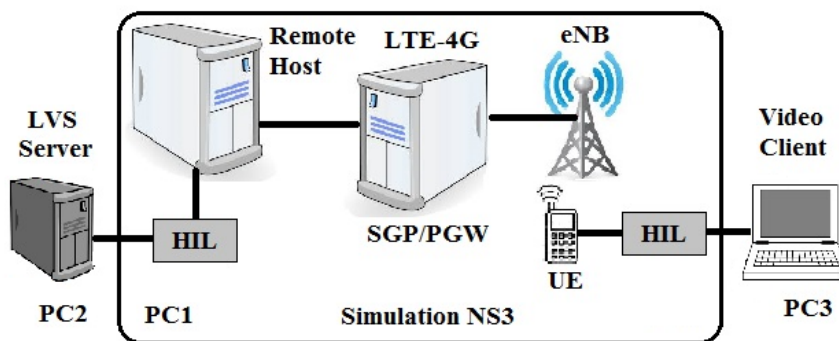 Remote
Host
LTE-4G
eNB
LVS
Server
Video
Client
HIL
SGP/PGW
HIL
UE
PC2
PC1
Simulation NS3
PC3